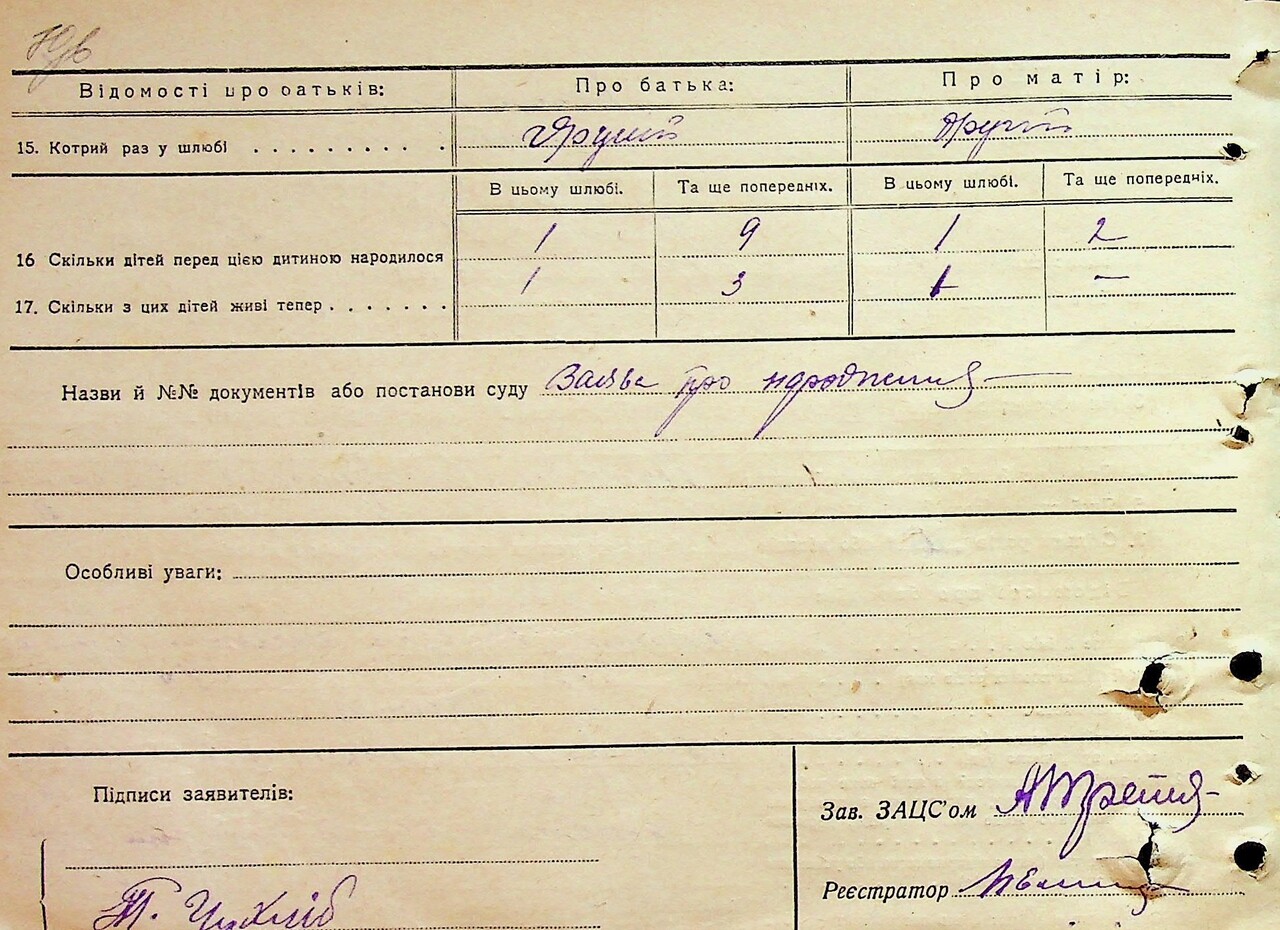 Відомості про батьків: Про батька: Про матір:
15. Котрий раз у шлюбі . . . . . . . . . . Другий Другий
В цьому шлюбі. Та ще попередніх. В цьому шлюбі. Та ще попередніх.
16 Скільки дітей перед цією дитиною народилося 1 9 1 2
17. Скільки з цих дітей живі тепер . . . . . . . 1 3 1 —
Назви й №№ документів або постанови суду Заява про народження —
Особливі уваги:
Підписи заявителів:
Зав. ЗАЦС'ом
Реєстратор
Т. Чухліб